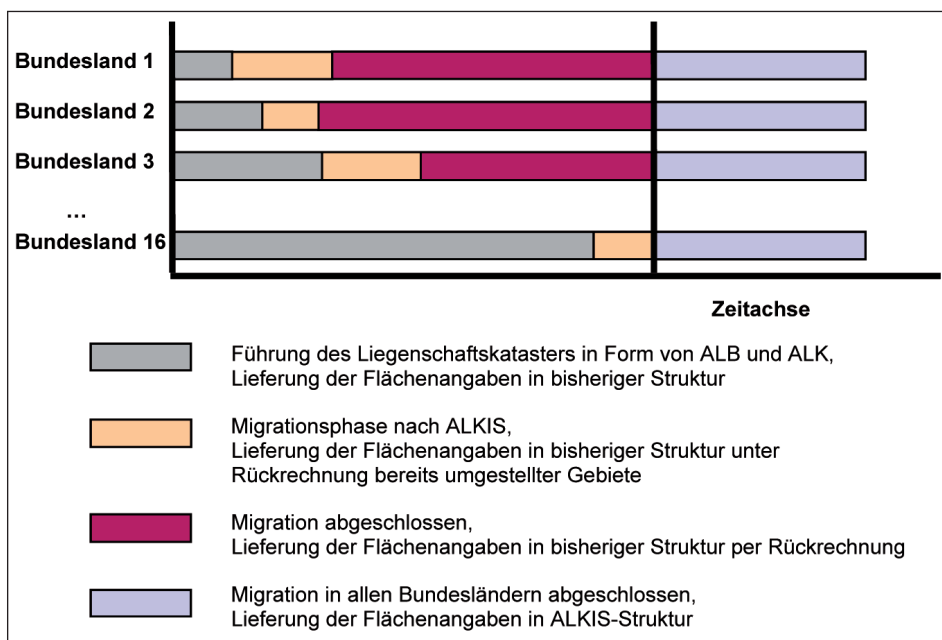 Bundesland 1
Bundesland 2
Bundesland 3
...
Bundesland 16
Zeitachse
Führung des Liegenschaftskatasters in Form von ALB und ALK,
Lieferung der Flächenangaben in bisheriger Struktur
Migrationsphase nach ALKIS,
Lieferung der Flächenangaben in bisheriger Struktur unter
Rückrechnung bereits umgestellter Gebiete
Migration abgeschlossen,
Lieferung der Flächenangaben in bisheriger Struktur per Rückrechnung
Migration in allen Bundesländern abgeschlossen,
Lieferung der Flächenangaben in ALKIS-Struktur